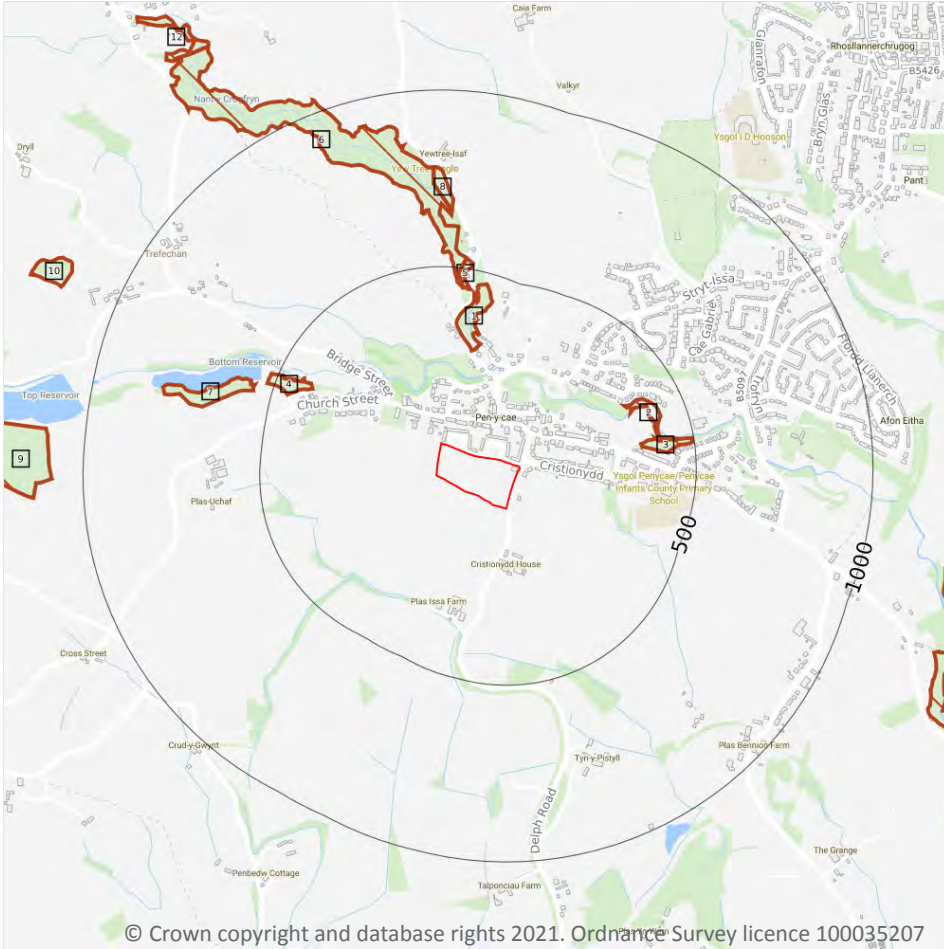 Caia Farm
12
Glanrafon
Rhosllannerchrugog
B5426
Valkyr
Bryn Glas
Ysgol I D Hooson
6
Dryll
Yewtree-Isaf
8
Pant
Trefechan
10
5
Stryt-Issa
1
Cae Gabriel
Bottom Reservoir
Bridge Street
Ffordd Llanerch
Top Reservoir
7
4
Church Street
B5097
2
Pen-y-cae
Afon Eitha
3
9
Cristionydd
Ysgol Penycae/Penycae
Infants County Primary
School
Plas-Uchaf
500
1000
Cristionydd House
Plas Issa Farm
Cross Street
Crud-y-Gwynt
Plas Bennion Farm
Tyn-y-Pistyll
Delph Road
The Grange
Penbedw Cottage
Talponciau Farm
© Crown copyright and database rights 2021. Ordnance Survey licence 100035207